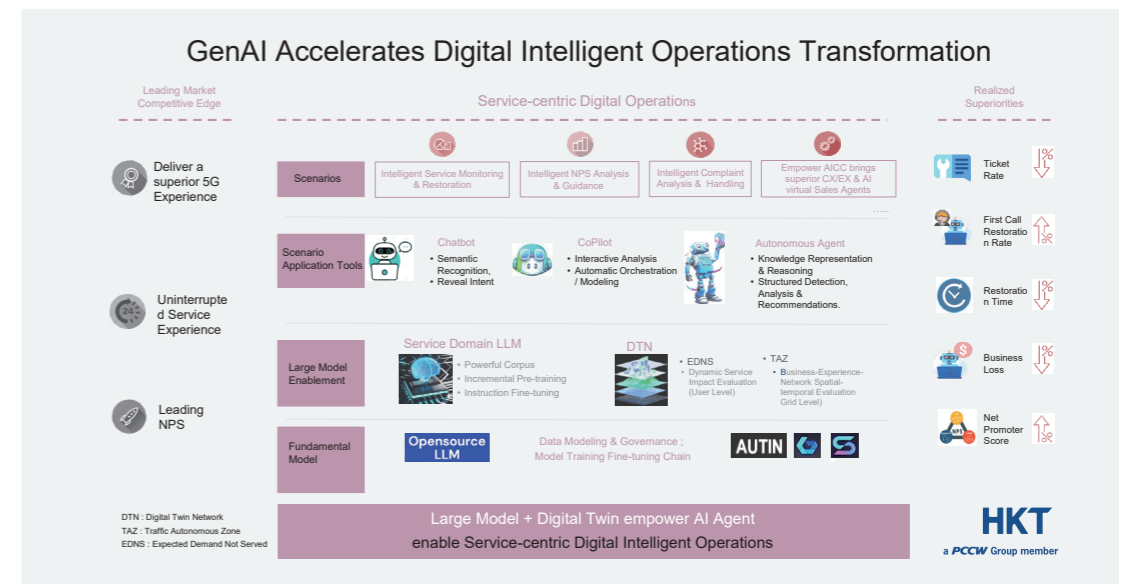 GenAI Accelerates Digital Intelligent Operations Transformation
Leading Market
Competitive Edge
Deliver a
superior 5G
Experience
24
Uninterrupte
d Service
Experience
Leading
NPS
Service-centric Digital Operations
Scenarios
Intelligent Service Monitoring
& Restoration
Intelligent NPS Analysis
& Guidance
Intelligent Complaint
Analysis & Handling
Empower AICC brings
superior CX/EX & AI
virtual Sales Agents
.....
Scenario
Application Tools
Chatbot
• Semantic
Recognition,
• Reveal Intent
CoPilot
• Interactive Analysis
• Automatic Orchestration
/ Modeling
Autonomous Agent
• Knowledge Representation
& Reasoning
• Structured Detection,
Analysis &
Recommendations.
Large Model
Enablement
Service Domain LLM
• Powerful Corpus
• Incremental Pre-training
• Instruction Fine-tuning
DTN
• EDNS
• Dynamic Service
Impact Evaluation
(User Level)
• TAZ
• Business-Experience-
Network Spatial-
temporal Evaluation
Grid Level)
Fundamental
Model
Opensource
LLM
Data Modeling & Governance ;
Model Training Fine-tuning Chain
AUTIN
Large Model + Digital Twin empower AI Agent
enable Service-centric Digital Intelligent Operations
Realized
Superiorities
Ticket
Rate
%
First Call
Restoratio
n Rate
%
Restoratio
n Time
%
$
Business
Loss
%
NPS
Net
Promoter
Score
%
DTN : Digital Twin Network
TAZ : Traffic Autonomous Zone
EDNS : Expected Demand Not Served
HKT
a PCCW Group member